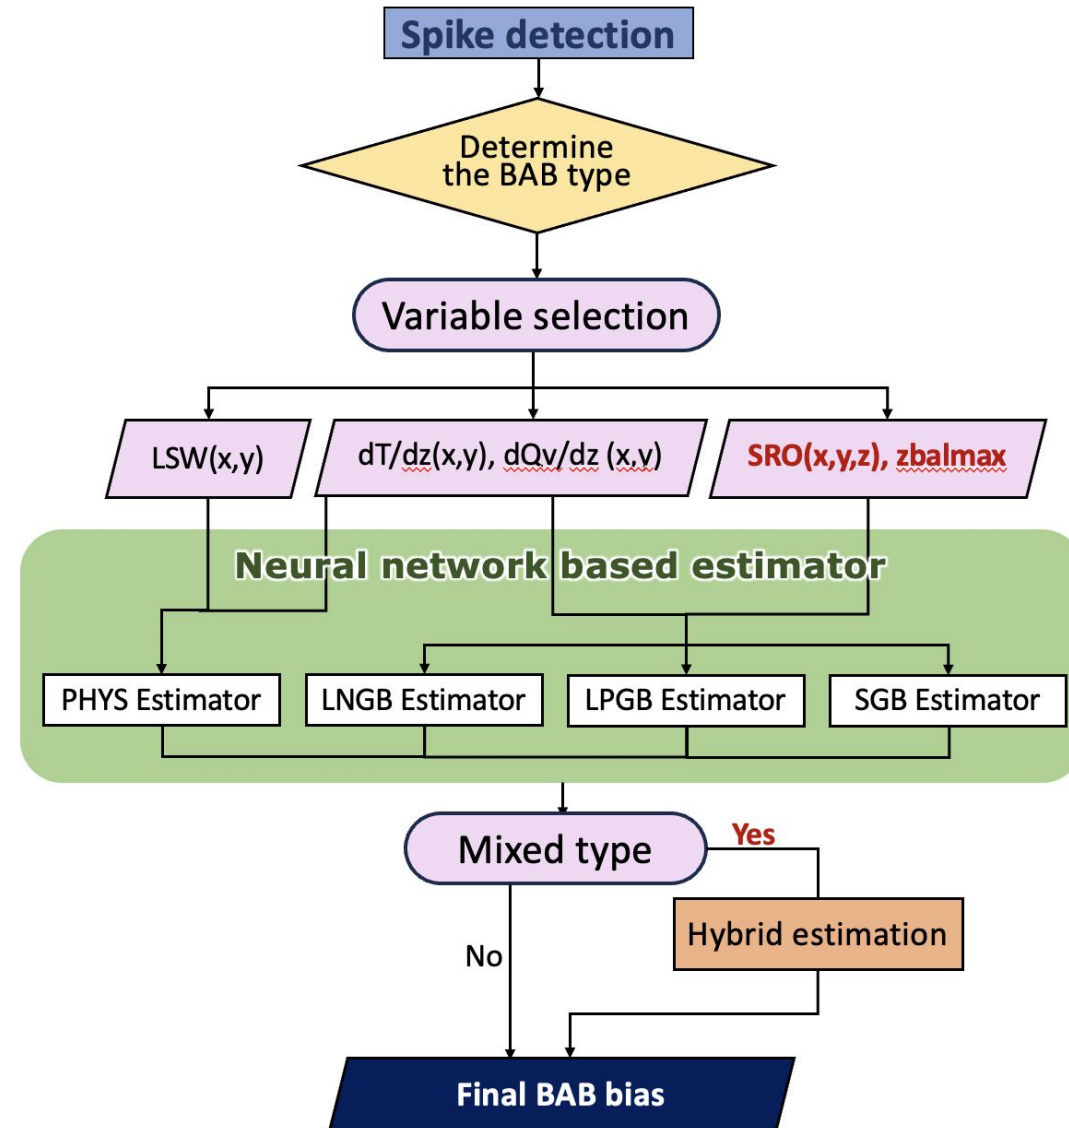 Spike detection
Determine
the BAB type
Variable selection
LSW(x,y)
dT/dz(x,y), dQv/dz (x,y)
SRO(x,y,z), zbalmax
Neural network based estimator
PHYS Estimator
LNGB Estimator
LPGB Estimator
SGB Estimator
Mixed type
Yes
Hybrid estimation
No
Final BAB bias